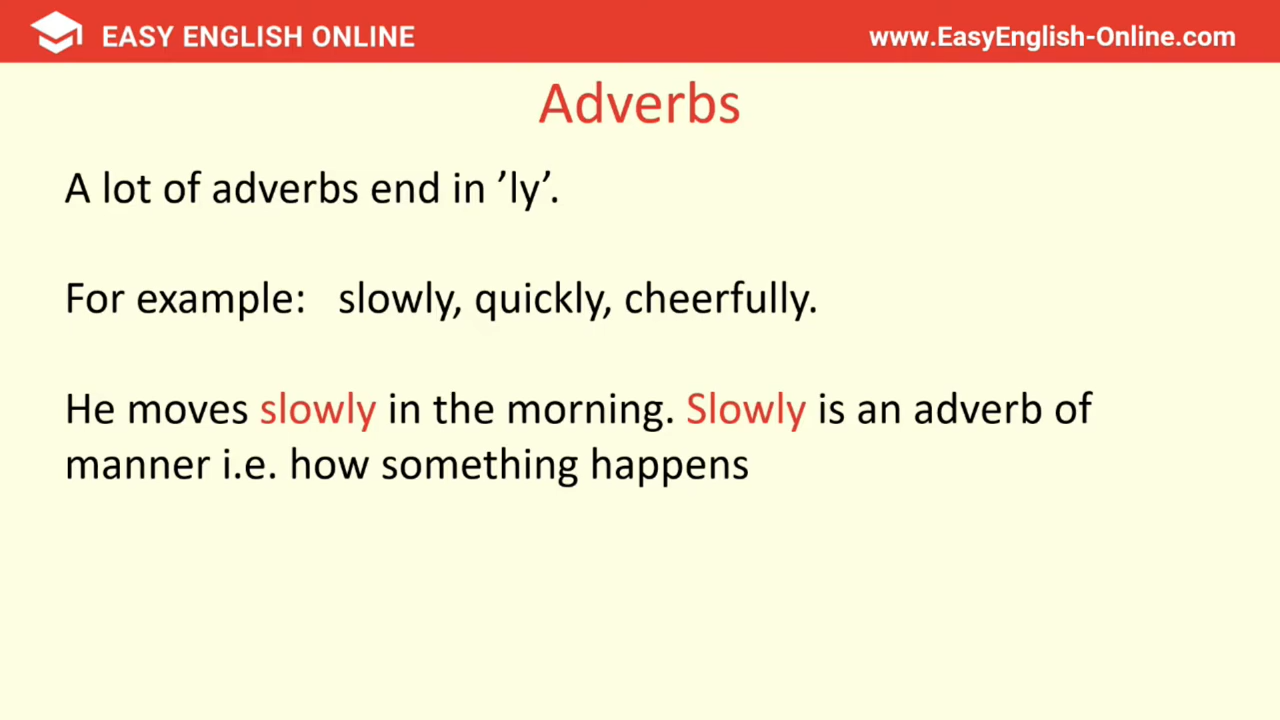 EASY ENGLISH ONLINE
www.EasyEnglish-Online.com
Adverbs
A lot of adverbs end in ’ly’.
For example: slowly, quickly, cheerfully.
He moves slowly in the morning. Slowly is an adverb of
manner i.e. how something happens